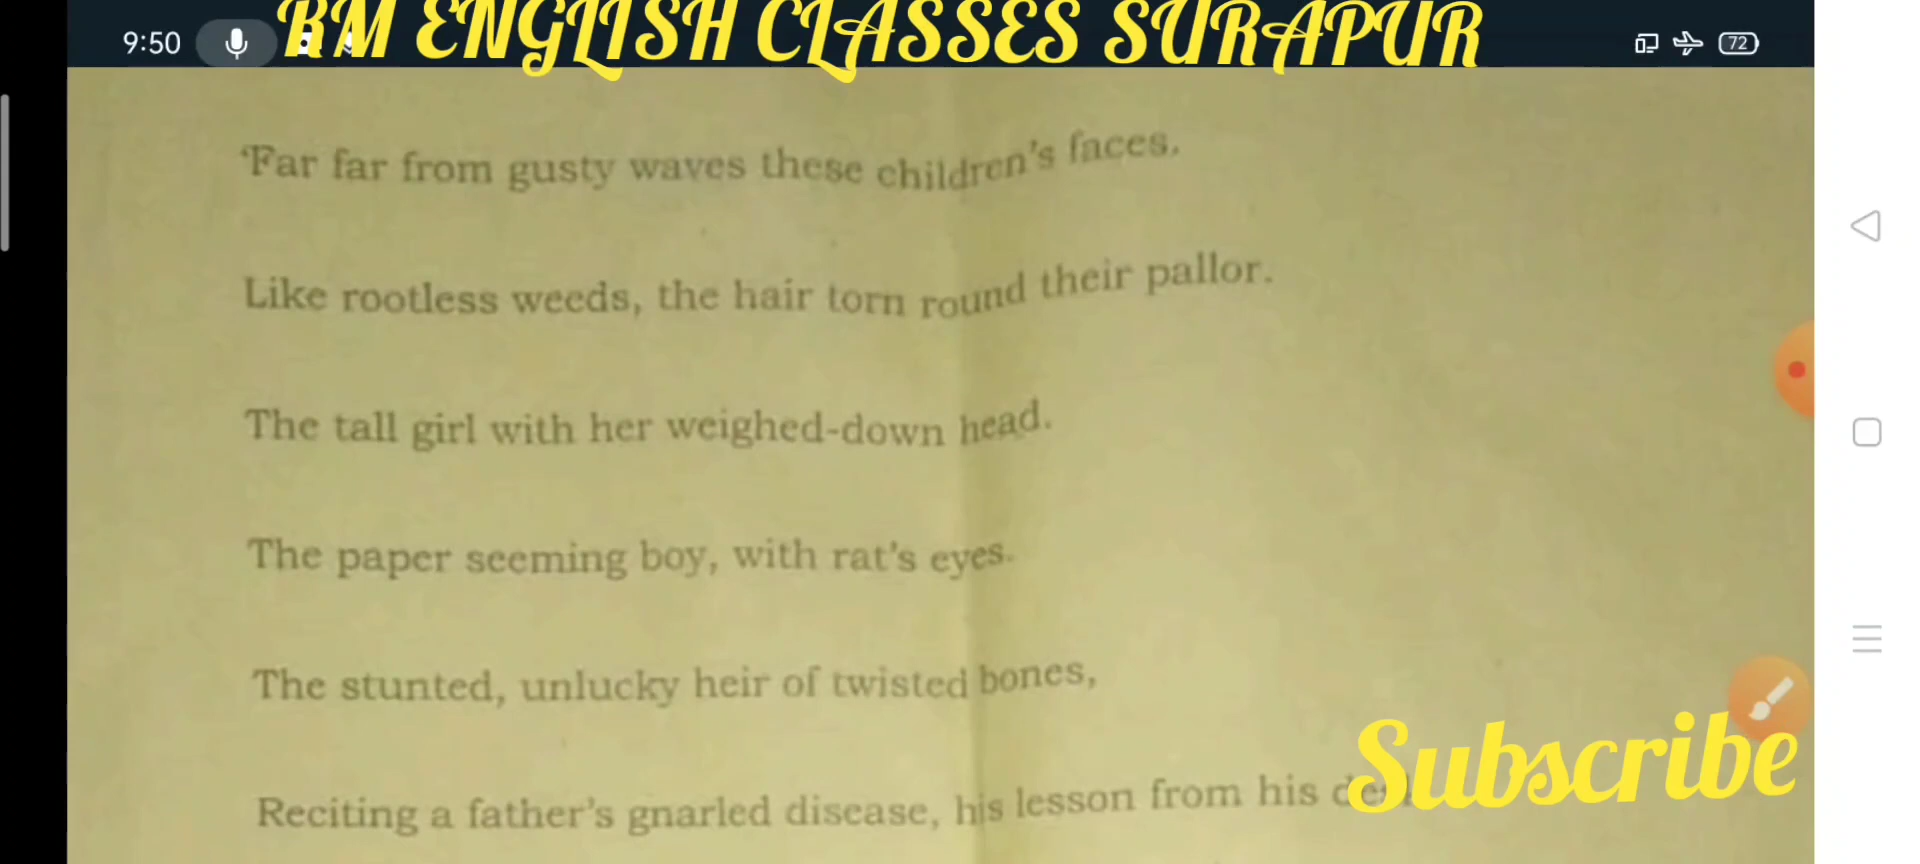 9:50
RM ENGLISH CLASSES SURAPUR
72
‘Far far from gusty waves these children's faces.
Like rootless weeds, the hair torn round their pallor.
The tall girl with her weighed-down head.
The paper seeming boy, with rat's eyes.
The stunted, unlucky heir of twisted bones,
Reciting a father's gnarled disease, his lesson from his
Subscribe